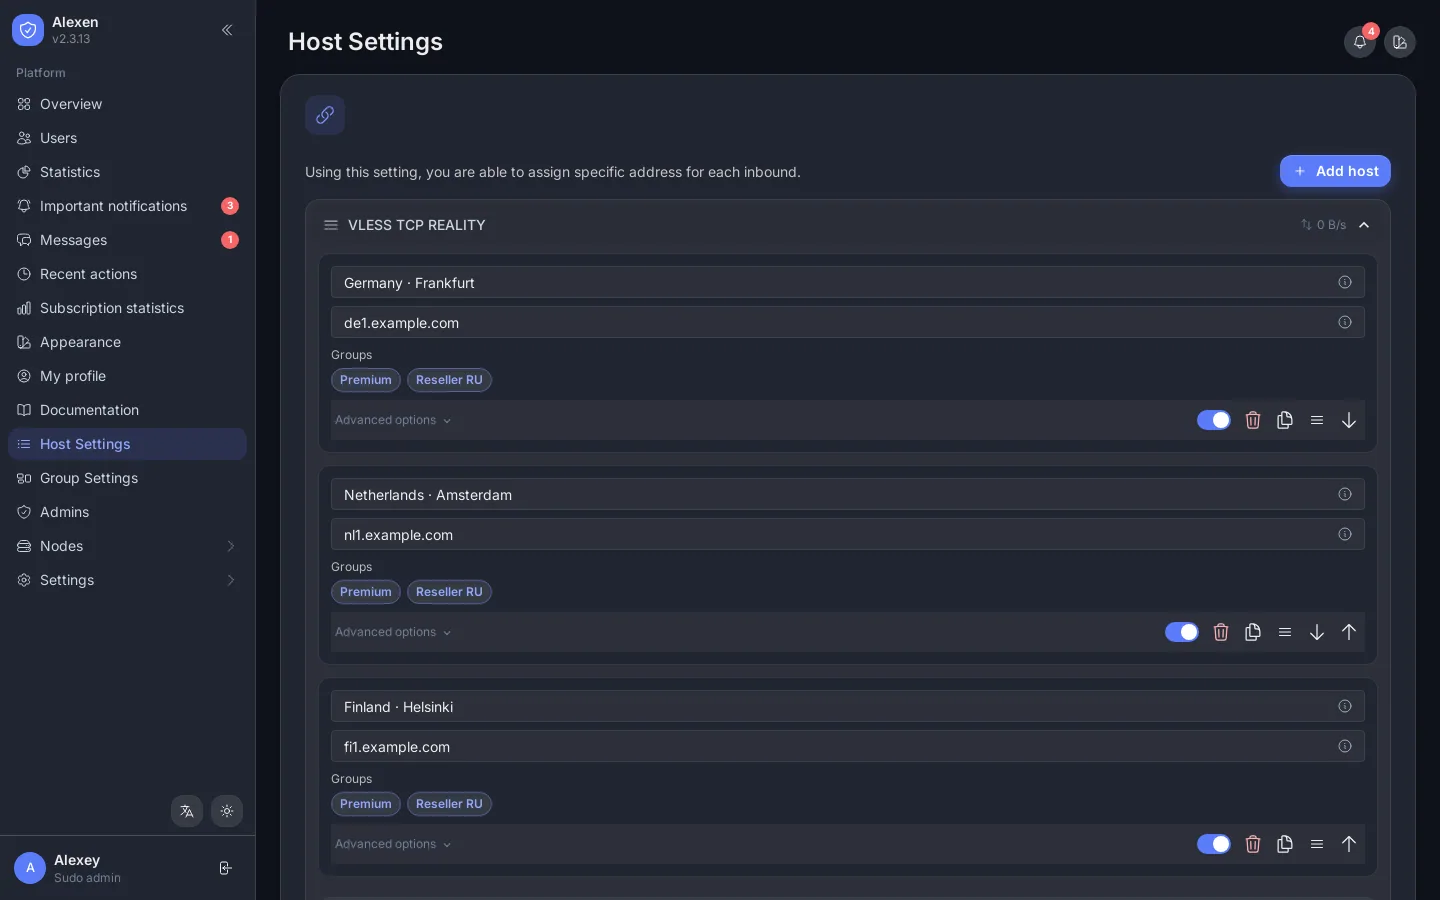 Alexen
v2.3.13
Platform
Overview
Users
Statistics
Important notifications 3
Messages 1
Recent actions
Subscription statistics
Appearance
My profile
Documentation
Host Settings
Group Settings
Admins
Nodes
Settings
A
Alexey
Sudo admin
Host Settings
4
Using this setting, you are able to assign specific address for each inbound.
+ Add host
VLESS TCP REALITY
0 B/s
Germany · Frankfurt
de1.example.com
Groups
Premium Reseller RU
Advanced options
Netherlands · Amsterdam
nl1.example.com
Groups
Premium Reseller RU
Advanced options
Finland · Helsinki
fi1.example.com
Groups
Premium Reseller RU
Advanced options